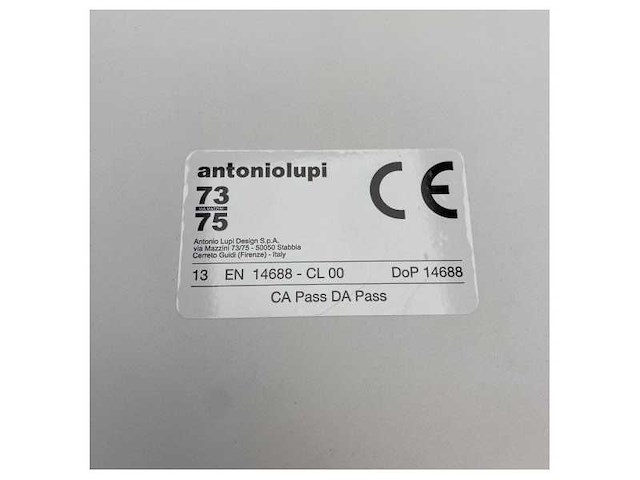 antoniolupi
CE
73
VIA MAZZINI
75
Antonio Lupi Design S.p.A.
via Mazzini 73/75 - 50050 Stabbia
Cerreto Guidi (Firenze) - Italy
13 EN 14688 - CL 00 DoP 14688
CA Pass DA Pass